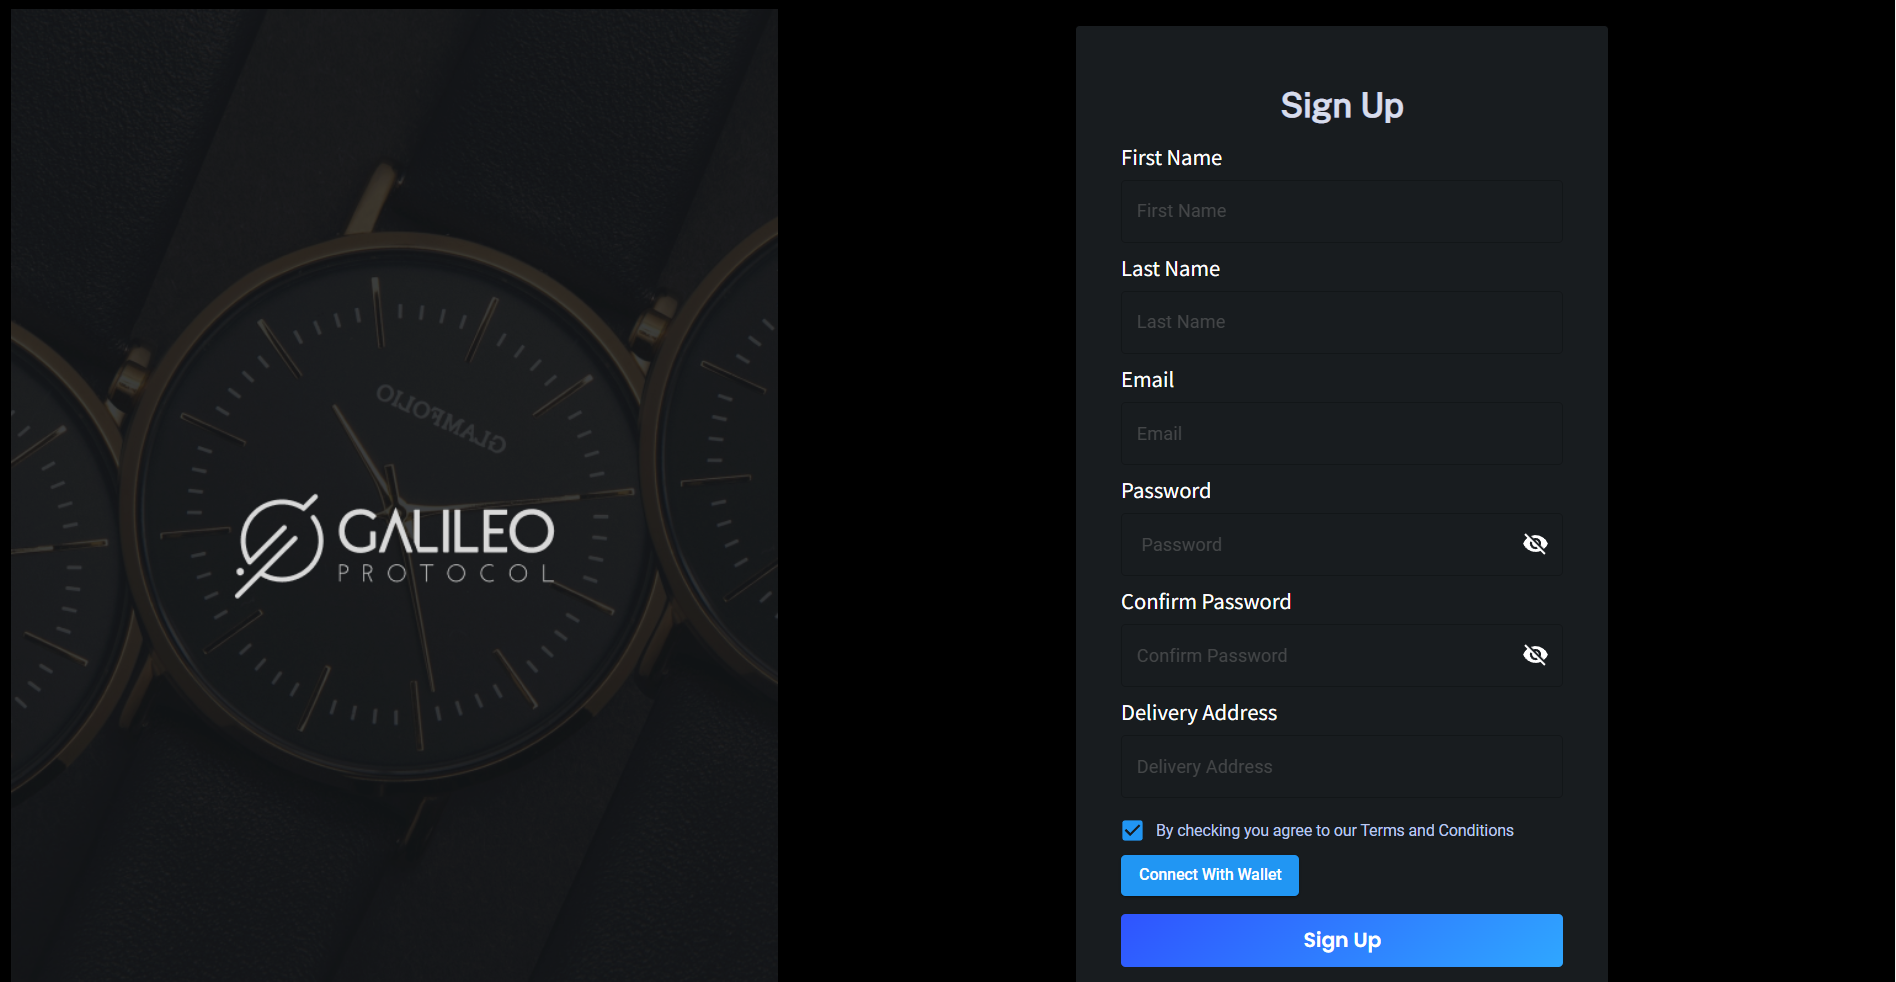 GLAMFOLIO
GALILEO
PROTOCOL
Sign Up
First Name
First Name
Last Name
Last Name
Email
Email
Password
Password
Confirm Password
Confirm Password
Delivery Address
Delivery Address
By checking you agree to our Terms and Conditions
Connect With Wallet
Sign Up